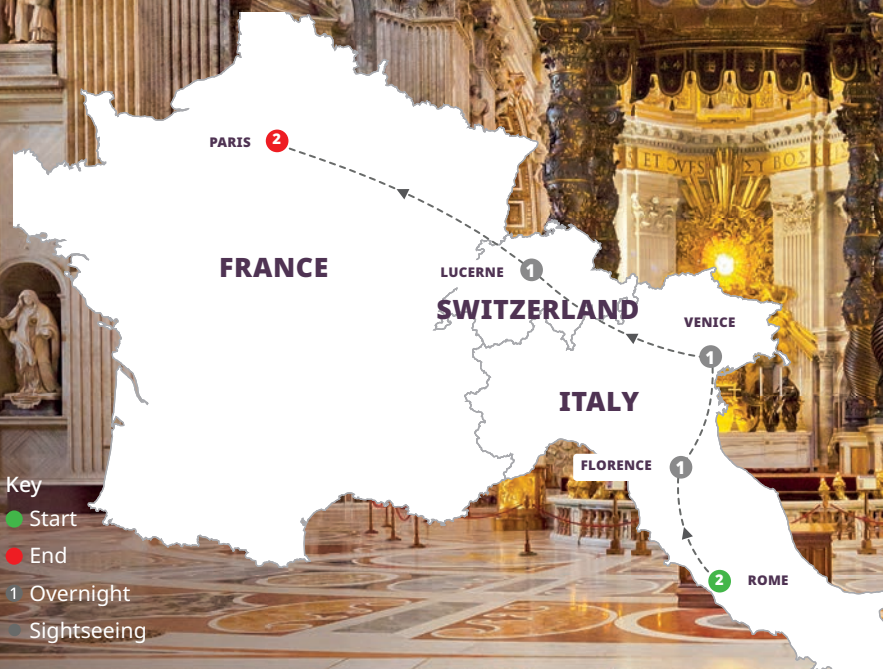 PARIS 2
FRANCE
LUCERNE 1
SWITZERLAND
VENICE
1
ITALY
FLORENCE 1
2 ROME
Key
Start
End
1 Overnight
Sightseeing